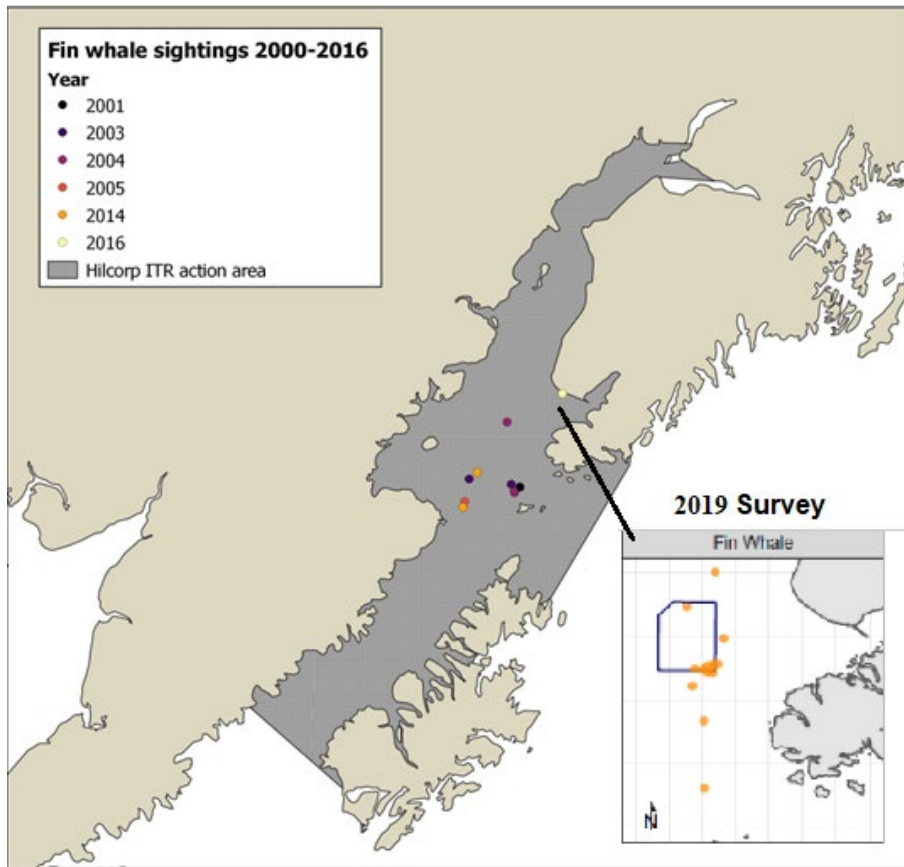 Fin whale sightings 2000-2016
Year
2001
2003
2004
2005
2014
2016
Hilcorp ITR action area
2019 Survey
Fin Whale
N